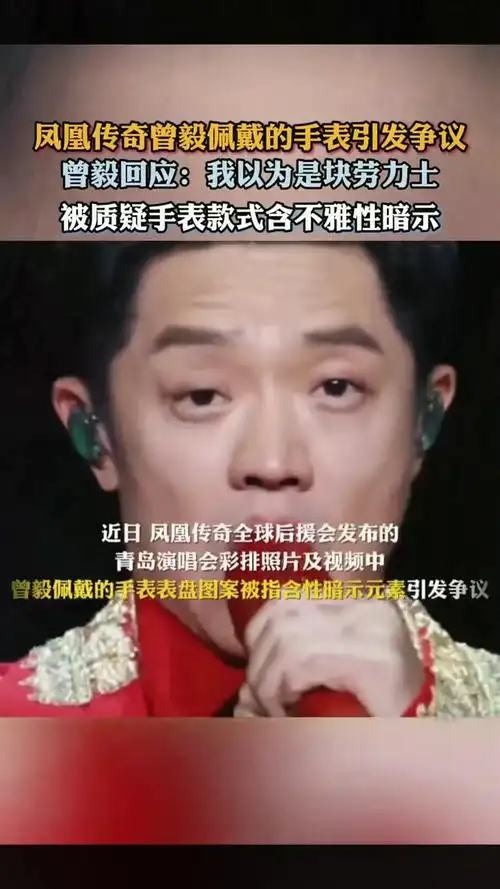 凤凰传奇曾毅佩戴的手表引发争议
曾毅回应：我以为是块劳力士
被质疑手表款式含不雅性暗示
近日 凤凰传奇全球后援会发布的
青岛演唱会彩排照片及视频中
曾毅佩戴的手表表盘图案被指含性暗示元素引发争议